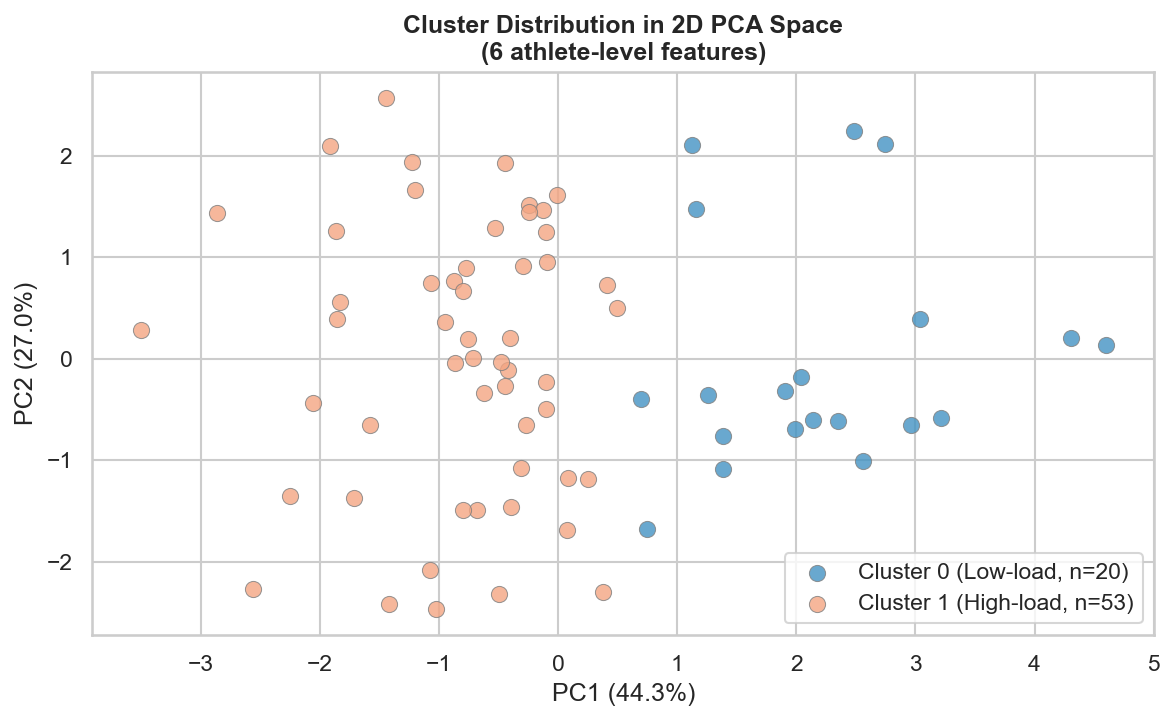 Cluster Distribution in 2D PCA Space
(6 athlete-level features)
PC2 (27.0%)
2
1
0
−1
−2
Cluster 0 (Low-load, n=20)
Cluster 1 (High-load, n=53)
−3 −2 −1 0 1 2 3 4 5
PC1 (44.3%)